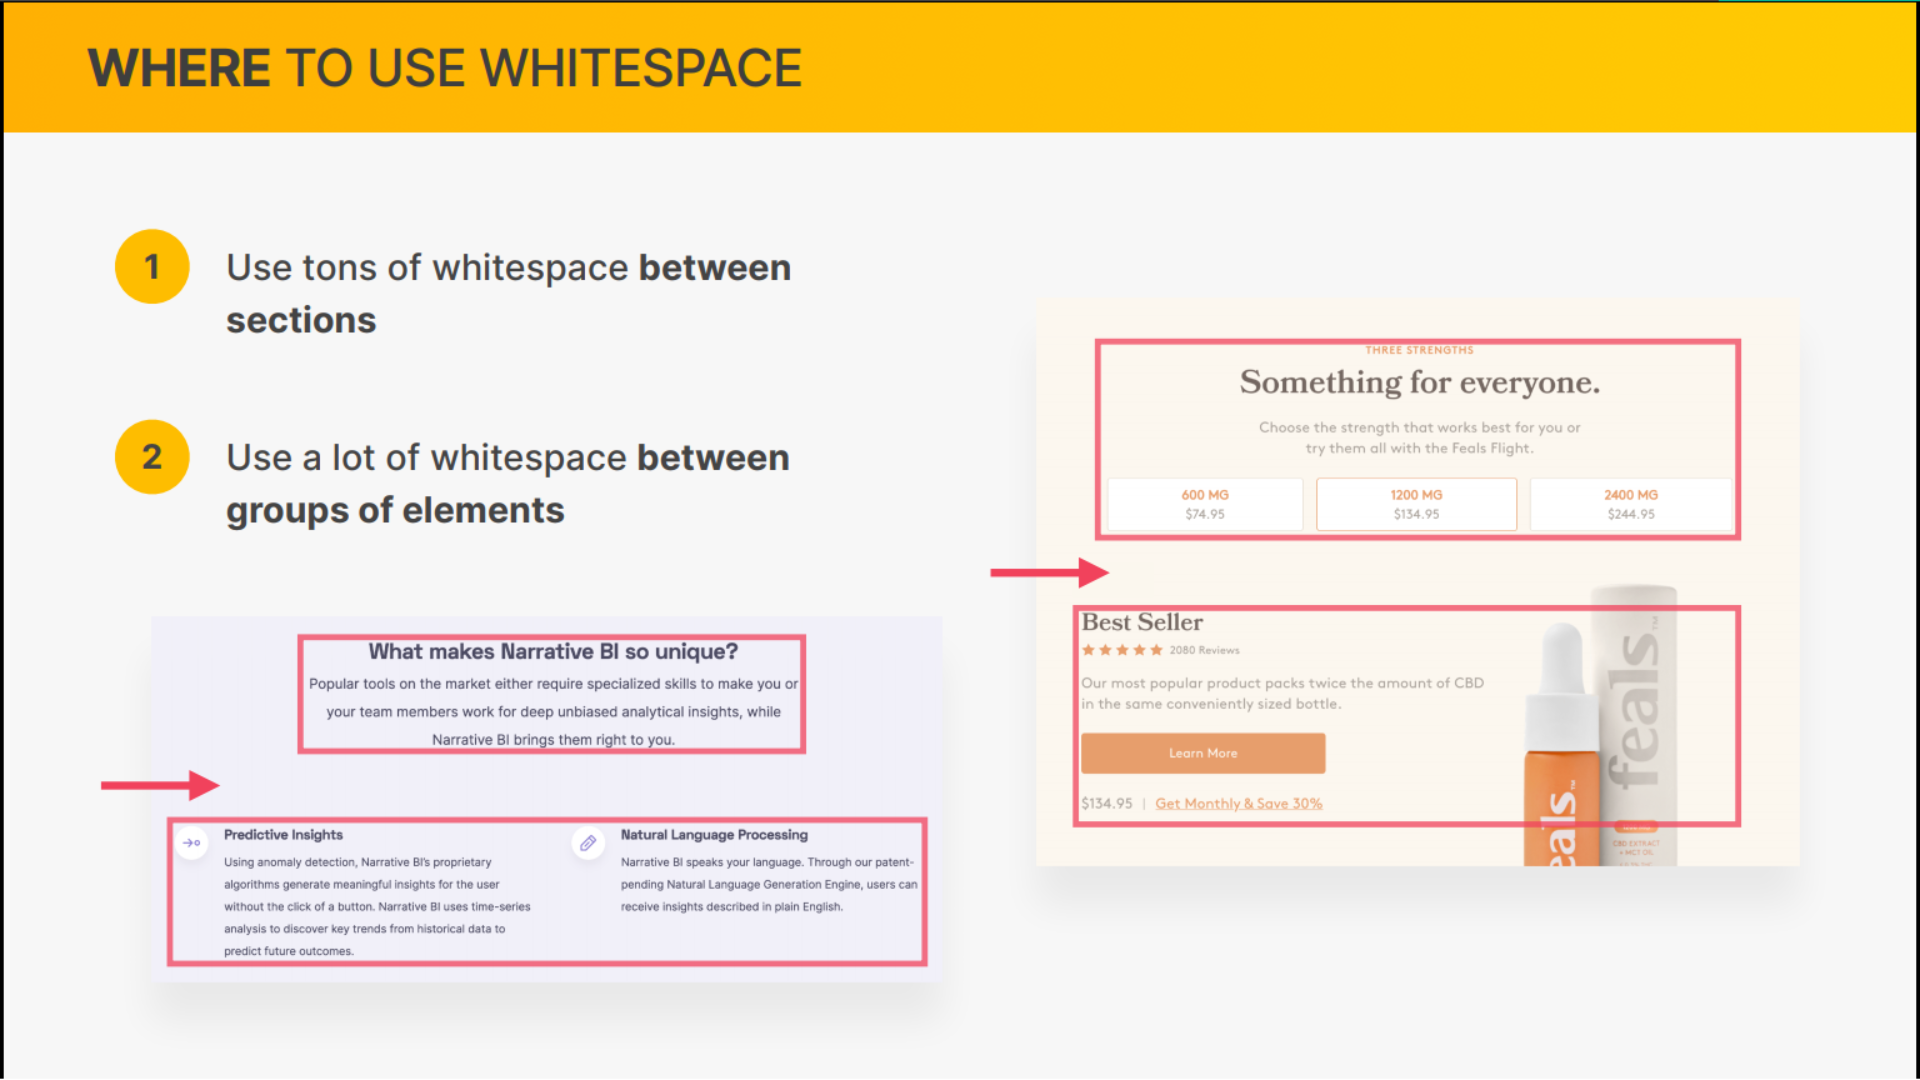 WHERE TO USE WHITESPACE
1
Use tons of whitespace between
sections
2
Use a lot of whitespace between
groups of elements
What makes Narrative BI so unique?
Popular tools on the market either require specialized skills to make you or
your team members work for deep unbiased analytical insights, while
Narrative BI brings them right to you.
Predictive Insights
Using anomaly detection, Narrative BI's proprietary
algorithms generate meaningful insights for the user
without the click of a button. Narrative BI uses time-series
analysis to discover key trends from historical data to
predict future outcomes.
Natural Language Processing
Narrative BI speaks your language. Through our patent-
pending Natural Language Generation Engine, users can
receive insights described in plain English.
THREE STRENGTHS
Something for everyone.
Choose the strength that works best for you or
try them all with the Feals Flight.
600 MG
$74.95
1200 MG
$134.95
2400 MG
$244.95
Best Seller
2080 Reviews
Our most popular product packs twice the amount of CBD
in the same conveniently sized bottle.
Learn More
$134.95 | Get Monthly & Save 30%
feals™
eals™
CBD EXTRACT
+ MCT OIL